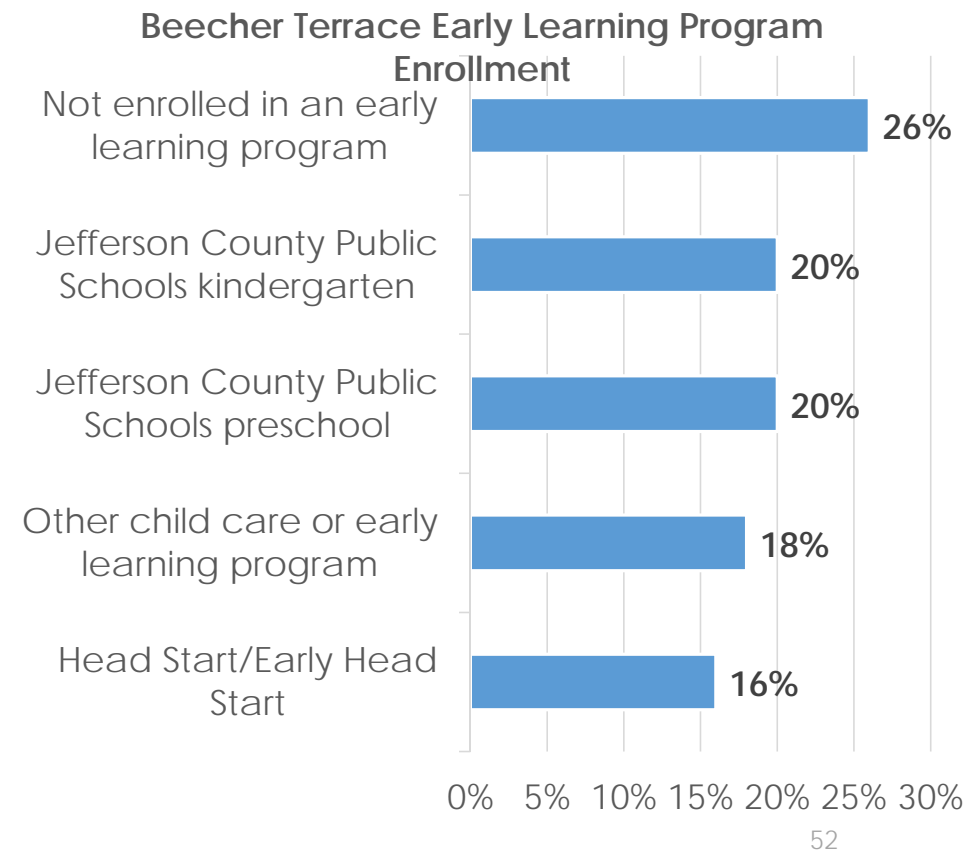 Beecher Terrace Early Learning Program
Enrollment
Not enrolled in an early
learning program
26%
Jefferson County Public
Schools kindergarten
20%
Jefferson County Public
Schools preschool
20%
Other child care or early
learning program
18%
Head Start/Early Head
Start
16%
0% 5% 10% 15% 20% 25% 30%
52